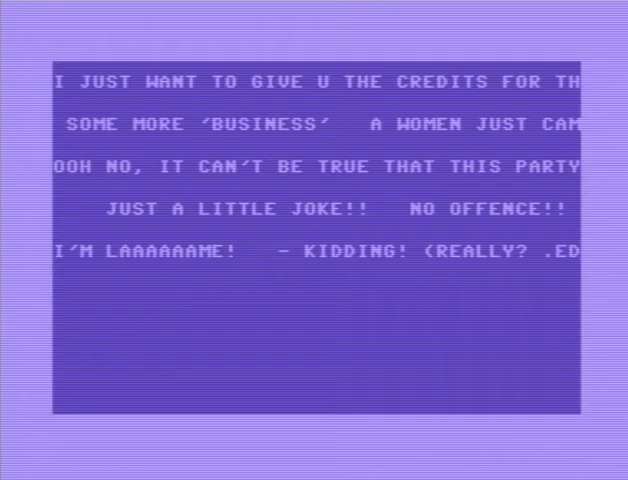 I JUST WANT TO GIVE U THE CREDITS FOR TH
SOME MORE 'BUSINESS'   A WOMEN JUST CAM
OOH NO, IT CAN'T BE TRUE THAT THIS PARTY
JUST A LITTLE JOKE!!   NO OFFENCE!!
I'M LAAAAAAME!   - KIDDING! (REALLY? .ED